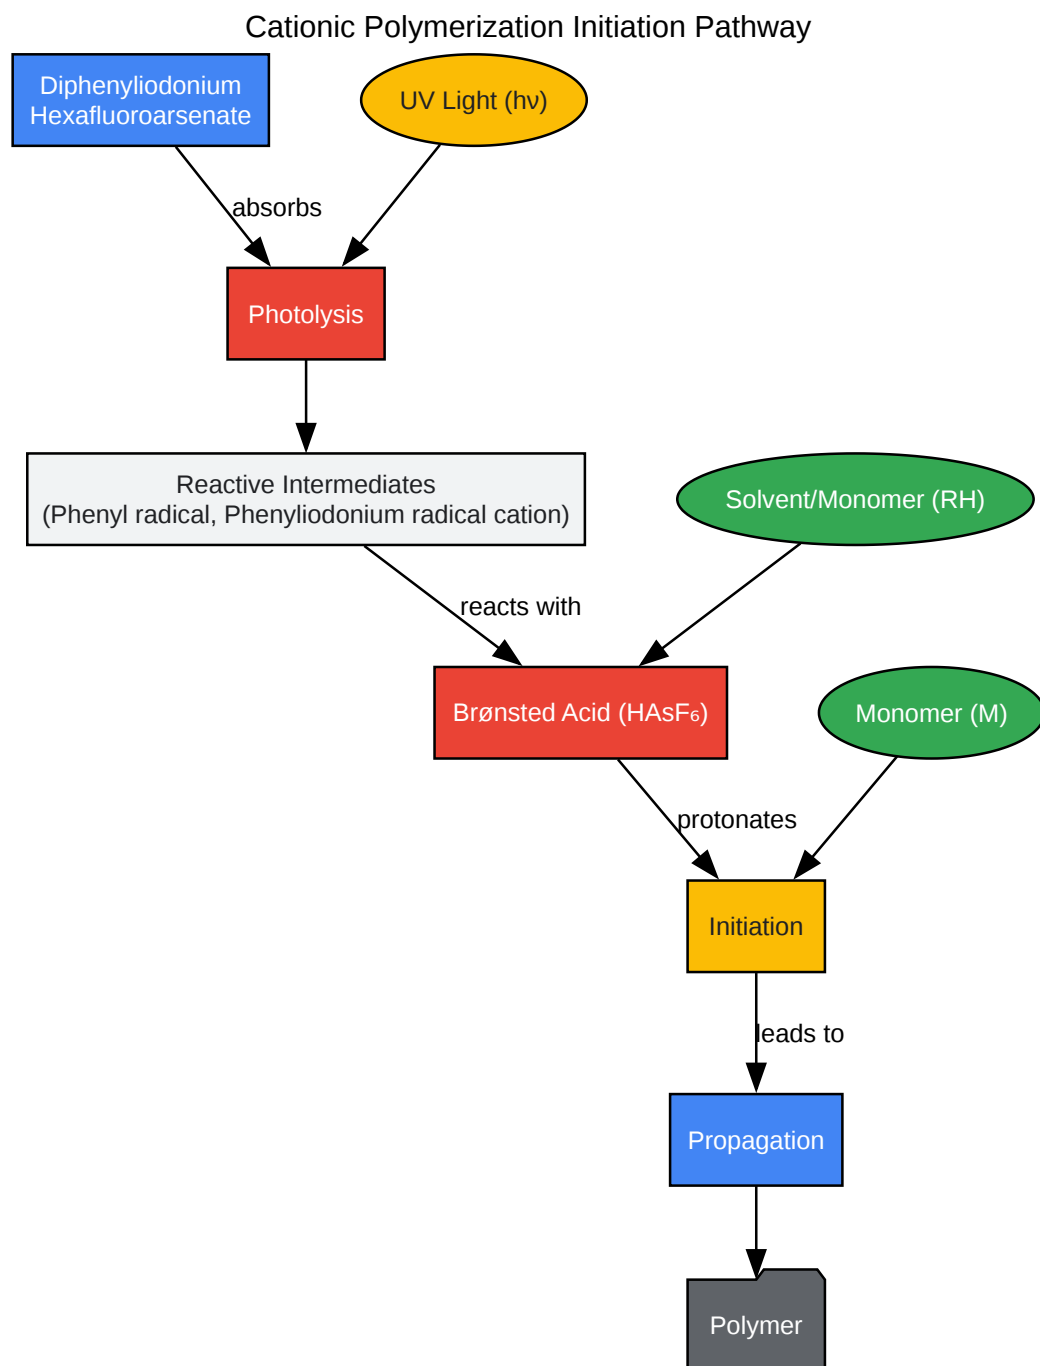 Cationic Polymerization Initiation Pathway
Diphenyliodonium
Hexafluoroarsenate
UV Light (hν)
absorbs
Photolysis
Reactive Intermediates
(Phenyl radical, Phenyliodonium radical cation)
Solvent/Monomer (RH)
reacts with
Brønsted Acid (HAsF₆)
Monomer (M)
protonates
Initiation
leads to
Propagation
Polymer